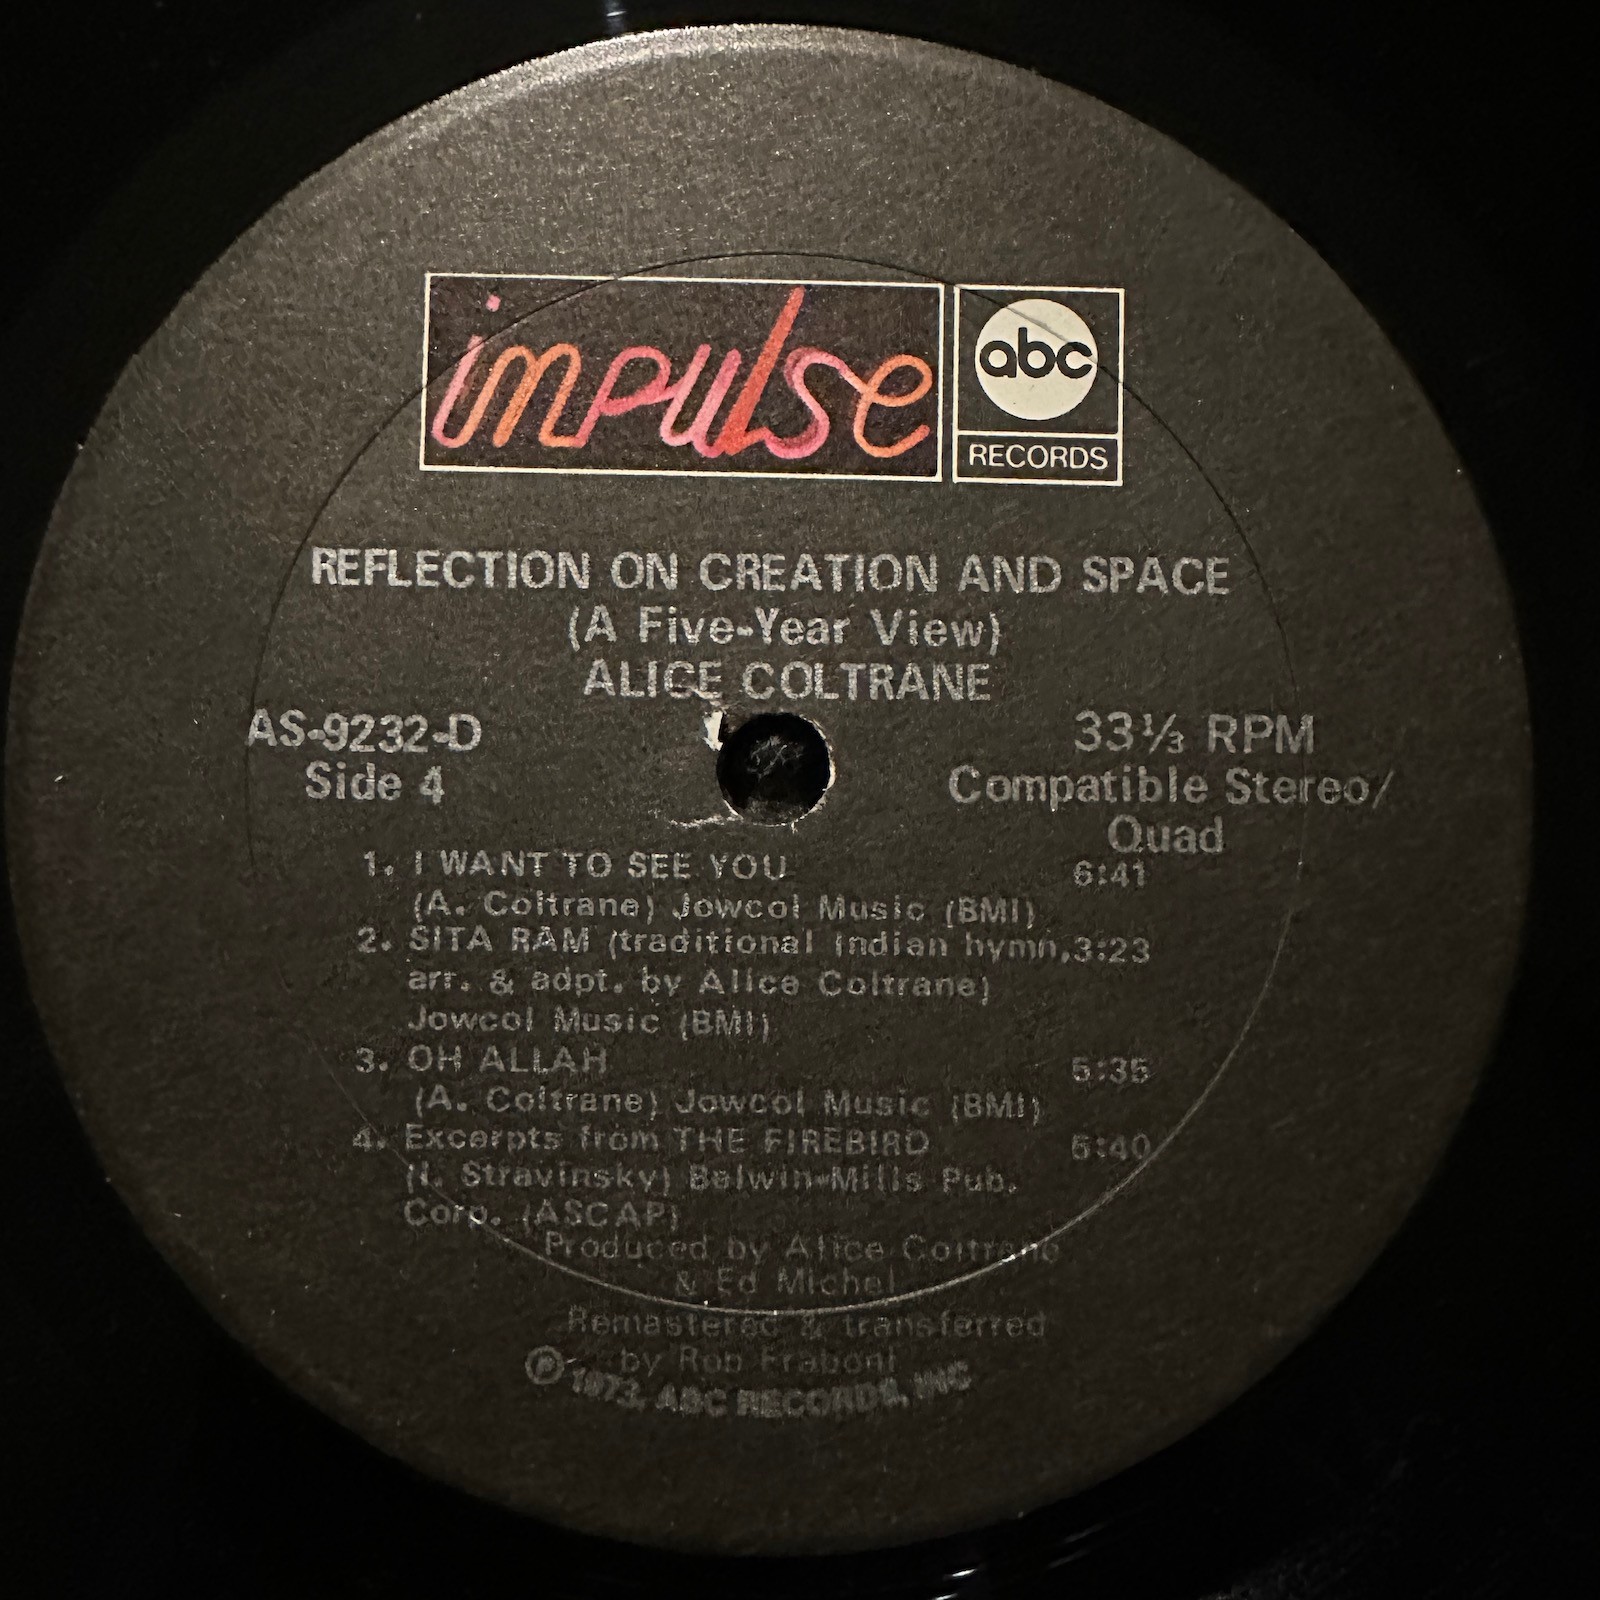 impulse
abc
RECORDS
REFLECTION ON CREATION AND SPACE
(A Five-Year View)
ALICE COLTRANE
AS-9232-D
Side 4
33⅓ RPM
Compatible Stereo/
Quad
1. I WANT TO SEE YOU 6:41
(A. Coltrane) Jowcol Music (BMI)
2. SITA RAM (traditional Indian hymn, 3:23
arr. & adpt. by Alice Coltrane)
Jowcol Music (BMI)
3. OH ALLAH
(A. Coltrane) Jowcol Music (BMI)
4. Excerpts from THE FIREBIRD
(I. Stravinsky) Belwin-Mills Pub.
Corp. (ASCAP)
Produced by Alice Coltrane
& Ed Michel
Remastered & transferred
by Rob Fraboni
Ⓟ 1973, ABC RECORDS, INC